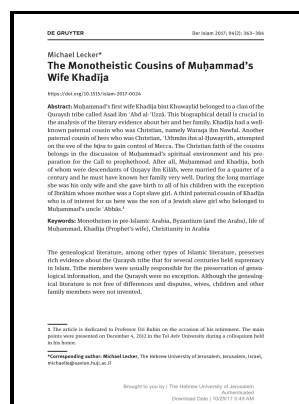 DE GRUYTER
Der Islam 2017; 94(2): 363–384
Michael Lecker
The Monotheistic Cousins of Muḥammad’s
Wife Khadīja
https://doi.org/10.1515/islam-2017-0024
Abstract: Muḥammad’s first wife Khadīja bint Khuwaylid belonged to a clan of the
Quraysh tribe called Asad ibn ʿAbd al-ʿUzzā. This biographical detail is crucial in
the analysis of the literary evidence about her and her family. Khadīja had a well-
known paternal cousin who was Christian, namely Waraqa ibn Nawfal. Another
paternal cousin of hers who was Christian, ʿUthmān ibn al-Ḥuwayrith, attempted
on the eve of the hijra to gain control of Mecca. The Christian faith of the cousins
belongs in the discussion of Muḥammad’s spiritual environment and his pre-
paration for the Call to prophethood. After all, Muḥammad and Khadīja, both
of whom were descendants of Quṣayy ibn Kilāb, were married for a quarter of a
century and he must have known her family very well. During the long marriage
she was his only wife and she gave birth to all of his children with the exception
of Ibrāhīm whose mother was a Copt slave girl. A third paternal cousin of Khadīja
who is of interest for us here was the son of a Jewish slave girl who belonged to
Muḥammad’s uncle ʿAbbās.¹
Keywords: Monotheism in pre-Islamic Arabia, Byzantium (and the Arabs), life of
Muḥammad, Khadīja (Prophet’s wife), Christianity in Arabia
The genealogical literature, among other types of Islamic literature, preserves
rich evidence about the Quraysh tribe that for several centuries held supremacy
in Islam. Tribe members were usually responsible for the preservation of genea-
logical information, and the Quraysh were no exception. Although the genealog-
ical literature is not free of differences and disputes, wives, children and other
family members were not invented.
1 The article is dedicated to Professor Uri Rubin on the occasion of his retirement. The main
points were presented on December 4, 2012 in the Tel Aviv University during a colloquium held
in his honor.
*Corresponding author: Michael Lecker, The Hebrew University of Jerusalem, Jerusalem, Israel,
michaelle@savion.huji.ac.il
Brought to you by | The Hebrew University of Jerusalem
Authenticated
Download Date | 10/29/17 5:49 AM